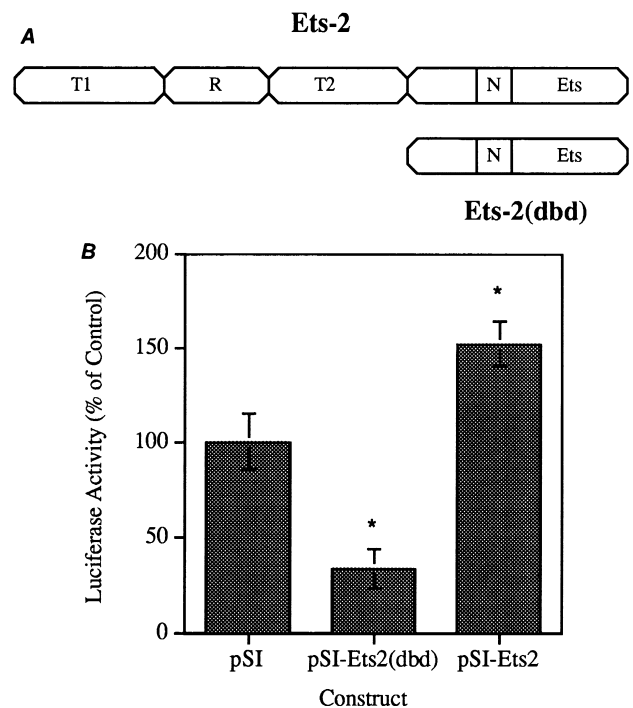 Ets-2
A
T1 R T2 N Ets
N Ets
Ets-2(dbd)
B
Luciferase Activity (% of Control)
200
150
100
50
0
* *
pSI pSI-Ets2(dbd) pSI-Ets2
Construct